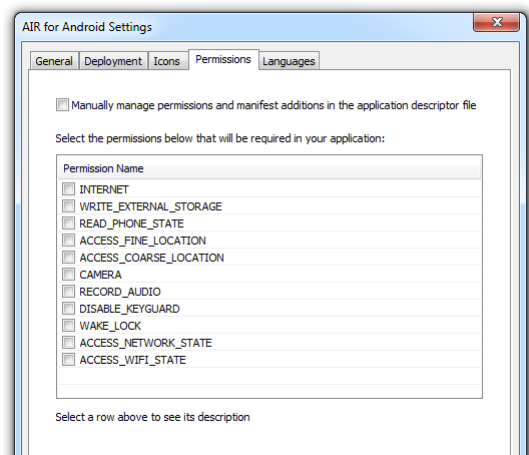 AIR for Android Settings
General Deployment Icons Permissions Languages
Manually manage permissions and manifest additions in the application descriptor file
Select the permissions below that will be required in your application:
Permission Name
INTERNET
WRITE_EXTERNAL_STORAGE
READ_PHONE_STATE
ACCESS_FINE_LOCATION
ACCESS_COARSE_LOCATION
CAMERA
RECORD_AUDIO
DISABLE_KEYGUARD
WAKE_LOCK
ACCESS_NETWORK_STATE
ACCESS_WIFI_STATE
Select a row above to see its description